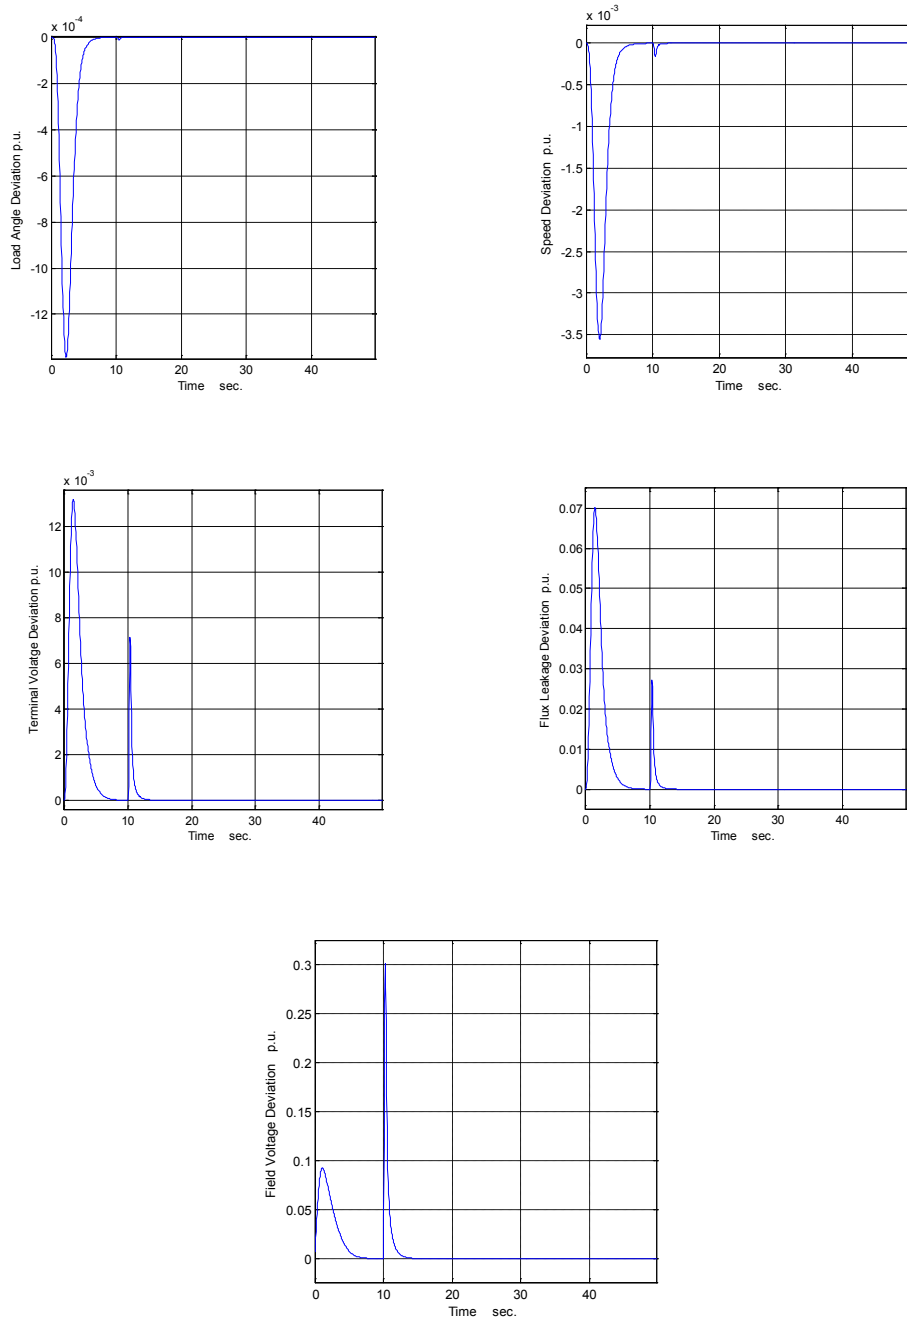 x 10-4
0
-2
-4
-6
-8
-10
-12
Load Angle Deviation p.u.
0 10 20 30 40
Time sec.
x 10-3
0
-0.5
-1
-1.5
-2
-2.5
-3
-3.5
Speed Deviation p.u.
0 10 20 30 40
Time sec.
x 10-3
12
10
8
6
4
2
0
Terminal Volatge Deviation p.u.
0 10 20 30 40
Time sec.
0.07
0.06
0.05
0.04
0.03
0.02
0.01
0
Flux Leakage Deviation p.u.
0 10 20 30 40
Time sec.
0.3
0.25
0.2
0.15
0.1
0.05
0
Field Voltage Deviation p.u.
0 10 20 30 40
Time sec.